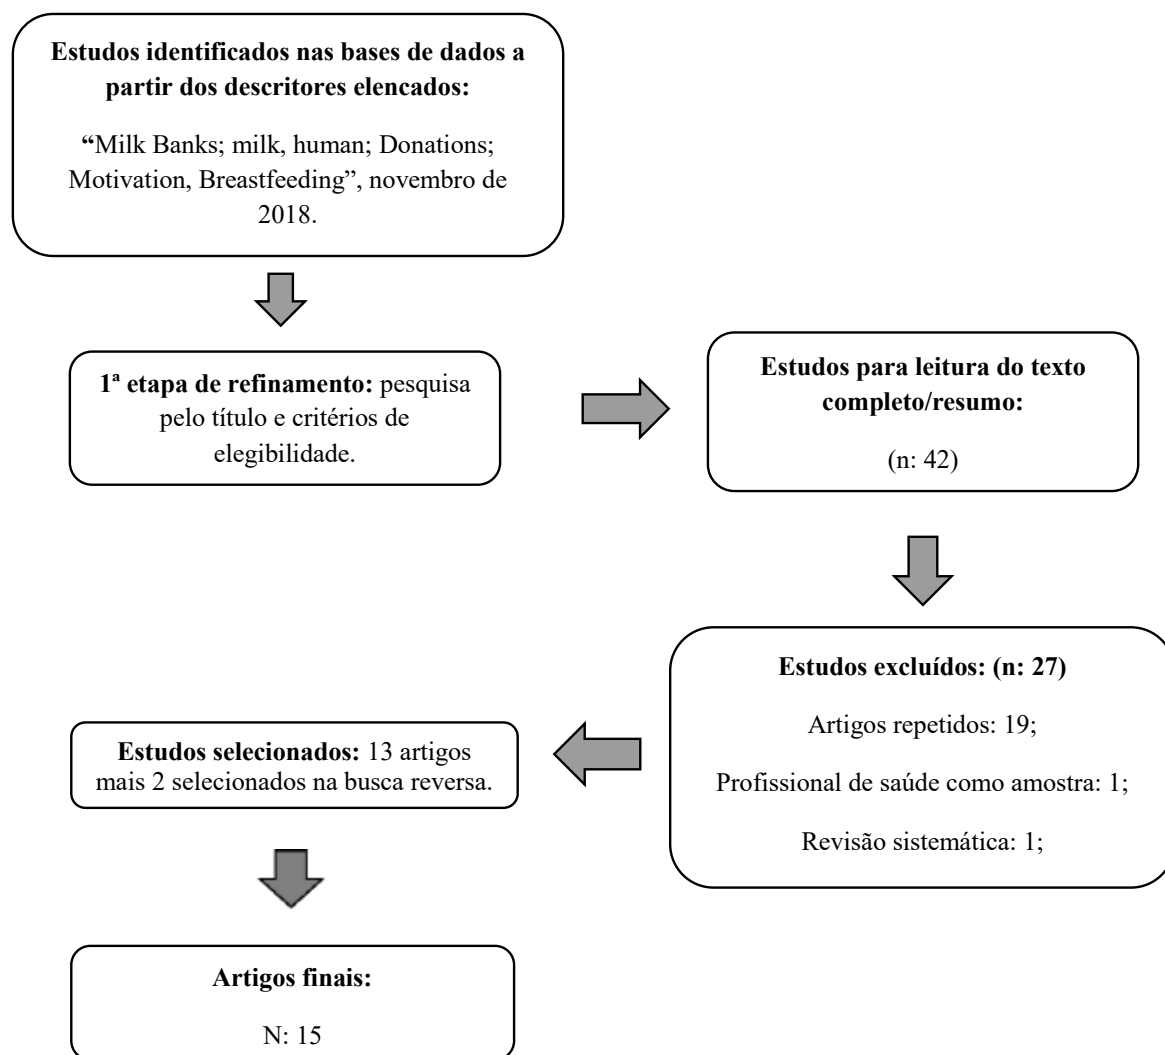 Estudos identificados nas bases de dados a
partir dos descritores elencados:
“Milk Banks; milk, human; Donations;
Motivation, Breastfeeding”, novembro de
2018.
1ª etapa de refinamento: pesquisa
pelo título e critérios de
elegibilidade.
Estudos para leitura do texto
completo/resumo:
(n: 42)
Estudos excluídos: (n: 27)
Artigos repetidos: 19;
Profissional de saúde como amostra: 1;
Revisão sistemática: 1;
Estudos selecionados: 13 artigos
mais 2 selecionados na busca reversa.
Artigos finais:
N: 15